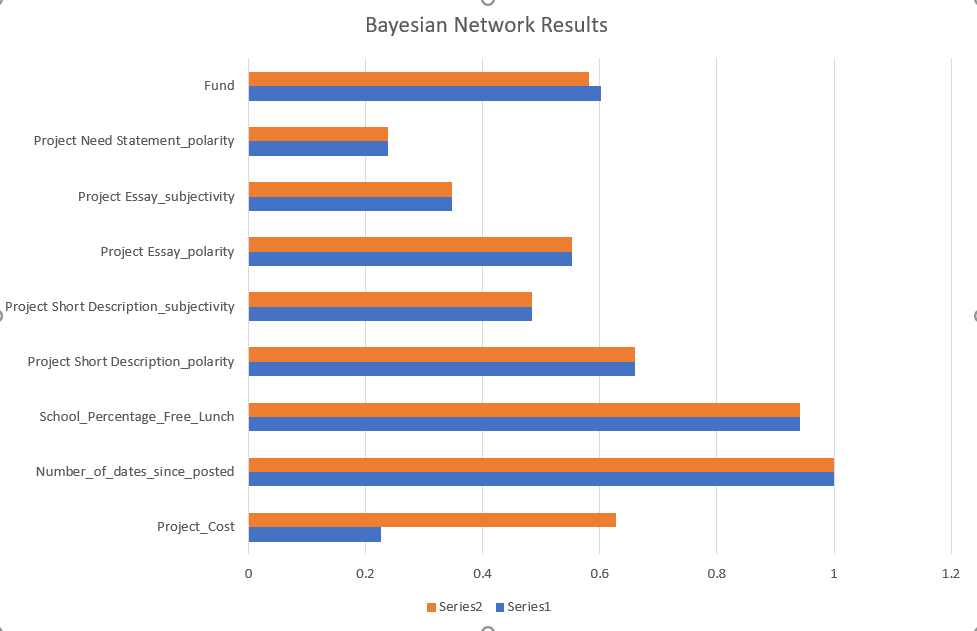 Bayesian Network Results
Fund
Project Need Statement_polarity
Project Essay_subjectivity
Project Essay_polarity
Project Short Description_subjectivity
Project Short Description_polarity
School_Percentage_Free_Lunch
Number_of_dates_since_posted
Project_Cost
0 0.2 0.4 0.6 0.8 1 1.2
Series2 Series1